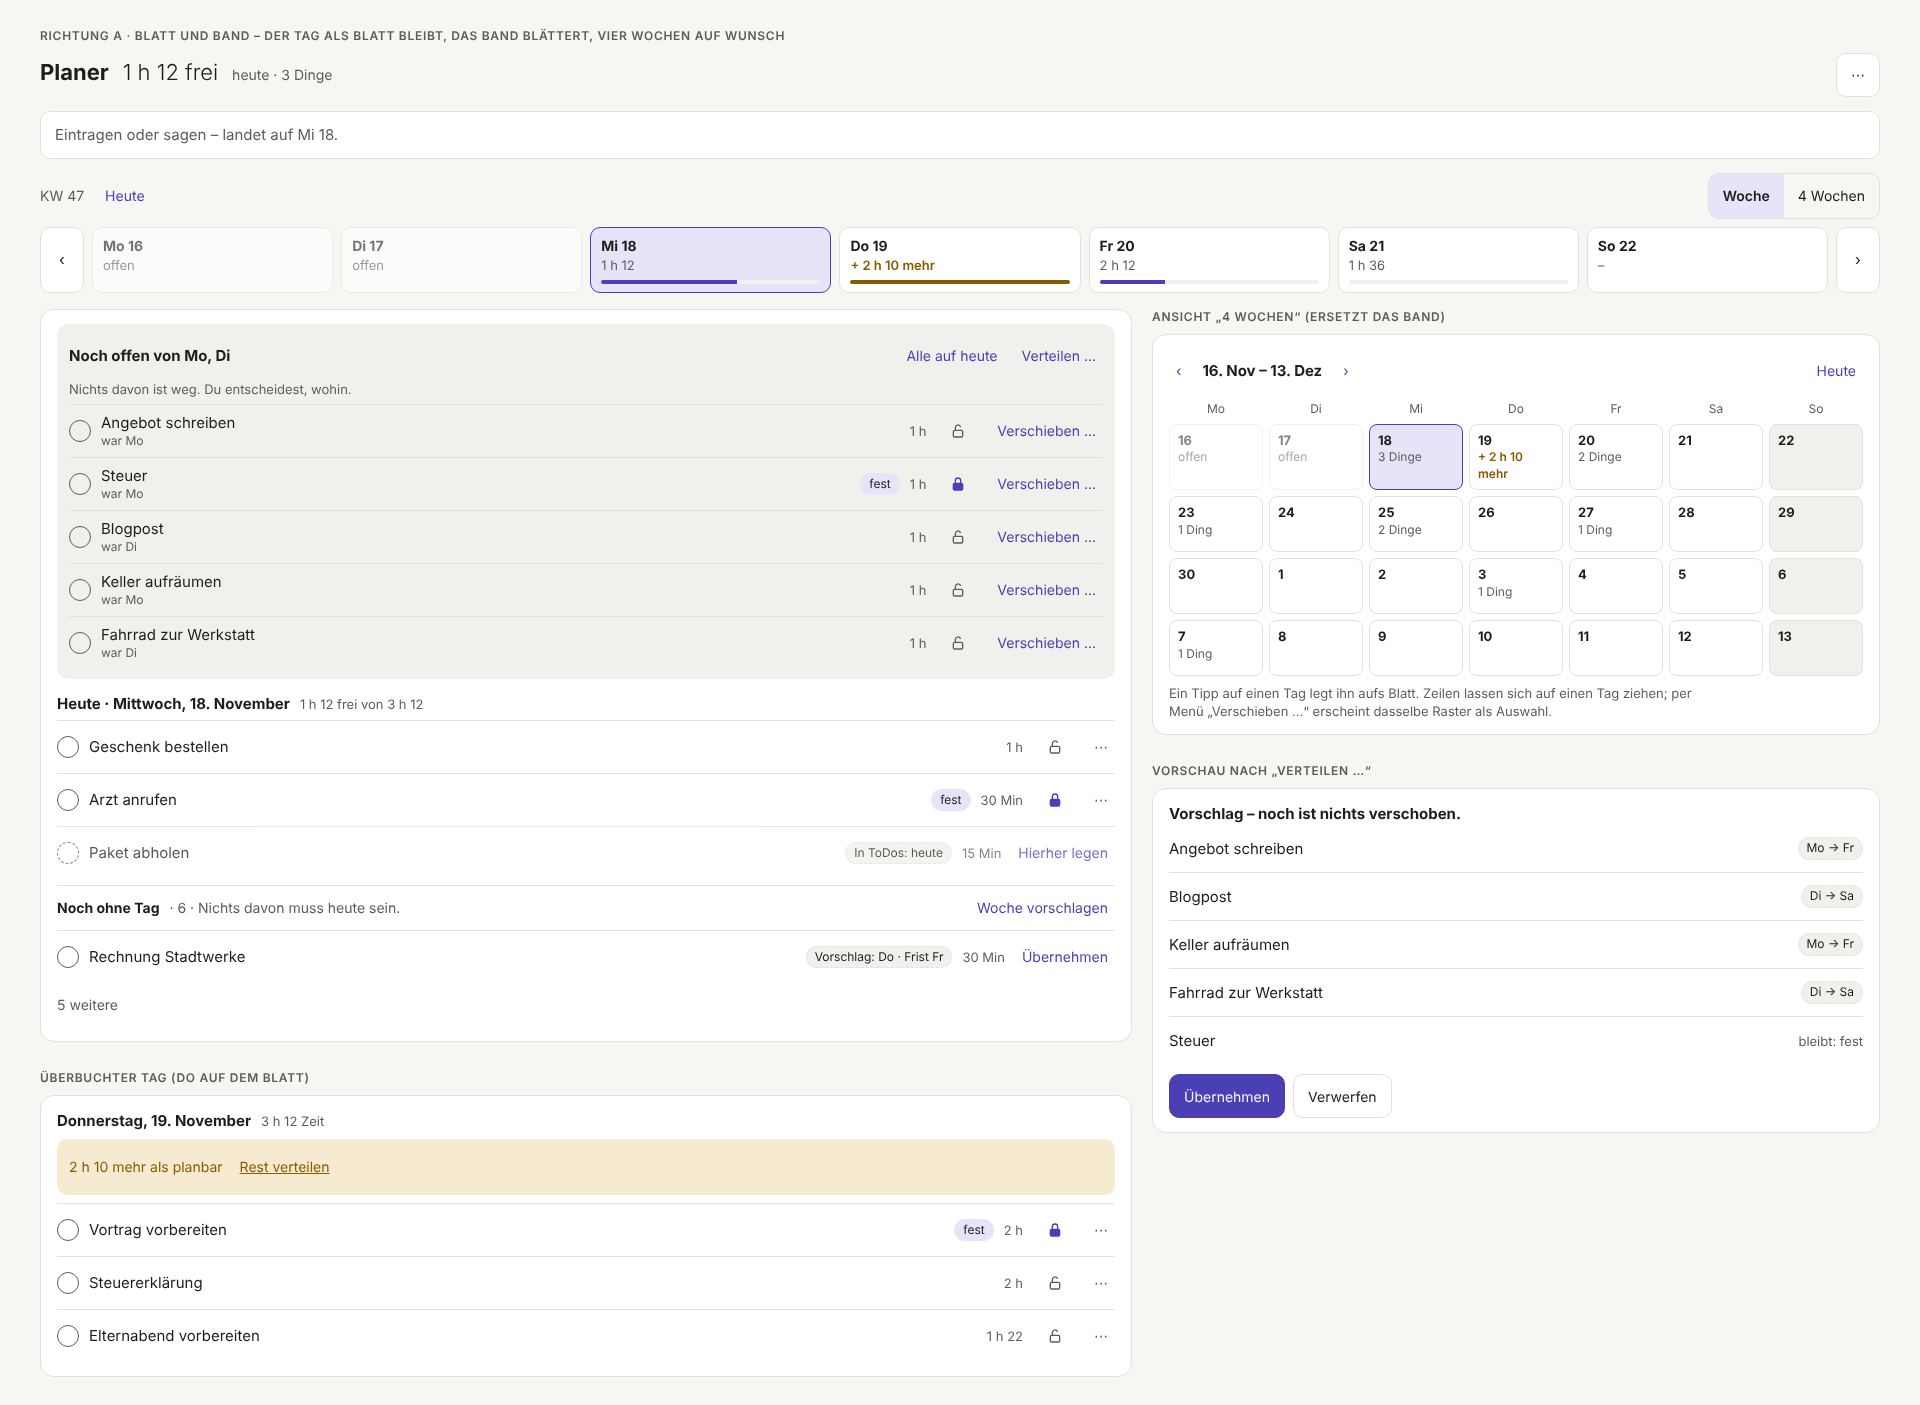 RICHTUNG A · BLATT UND BAND – DER TAG ALS BLATT BLEIBT, DAS BAND BLÄTTERT, VIER WOCHEN AUF WUNSCH
Planer 1 h 12 frei heute · 3 Dinge
…
Eintragen oder sagen – landet auf Mi 18.
KW 47 Heute
Woche 4 Wochen
‹
Mo 16
offen
Di 17
offen
Mi 18
1 h 12
Do 19
+ 2 h 10 mehr
Fr 20
2 h 12
Sa 21
1 h 36
So 22
–
›
Noch offen von Mo, Di Alle auf heute Verteilen …
Nichts davon ist weg. Du entscheidest, wohin.
Angebot schreiben
war Mo
1 h Verschieben …
Steuer
war Mo
fest 1 h Verschieben …
Blogpost
war Di
1 h Verschieben …
Keller aufräumen
war Mo
1 h Verschieben …
Fahrrad zur Werkstatt
war Di
1 h Verschieben …
Heute · Mittwoch, 18. November 1 h 12 frei von 3 h 12
Geschenk bestellen 1 h …
Arzt anrufen fest 30 Min …
Paket abholen In ToDos: heute 15 Min Hierher legen
Noch ohne Tag · 6 · Nichts davon muss heute sein. Woche vorschlagen
Rechnung Stadtwerke Vorschlag: Do · Frist Fr 30 Min Übernehmen
5 weitere
ÜBERBUCHTER TAG (DO AUF DEM BLATT)
Donnerstag, 19. November 3 h 12 Zeit
2 h 10 mehr als planbar Rest verteilen
Vortrag vorbereiten fest 2 h …
Steuererklärung 2 h …
Elternabend vorbereiten 1 h 22 …
ANSICHT „4 WOCHEN“ (ERSETZT DAS BAND)
‹ 16. Nov – 13. Dez › Heute
Mo Di Mi Do Fr Sa So
16
offen
17
offen
18
3 Dinge
19
+ 2 h 10
mehr
20
2 Dinge
21
22
23
1 Ding
24
25
2 Dinge
26
27
1 Ding
28
29
30
1
2
3
1 Ding
4
5
6
7
1 Ding
8
9
10
11
12
13
Ein Tipp auf einen Tag legt ihn aufs Blatt. Zeilen lassen sich auf einen Tag ziehen; per
Menü „Verschieben …“ erscheint dasselbe Raster als Auswahl.
VORSCHAU NACH „VERTEILEN …“
Vorschlag – noch ist nichts verschoben.
Angebot schreiben Mo → Fr
Blogpost Di → Sa
Keller aufräumen Mo → Fr
Fahrrad zur Werkstatt Di → Sa
Steuer bleibt: fest
Übernehmen Verwerfen